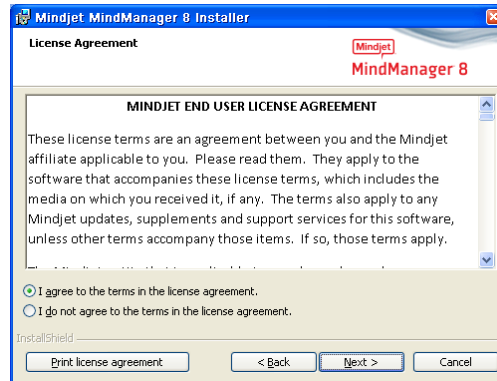 Mindjet MindManager 8 Installer
License Agreement
Mindjet
MindManager 8
MINDJET END USER LICENSE AGREEMENT
These license terms are an agreement between you and the Mindjet
affiliate applicable to you. Please read them. They apply to the
software that accompanies these license terms, which includes the
media on which you received it, if any. The terms also apply to any
Mindjet updates, supplements and support services for this software,
unless other terms accompany those items. If so, those terms apply.
I agree to the terms in the license agreement.
I do not agree to the terms in the license agreement.
InstallShield
Print license agreement
< Back
Next >
Cancel